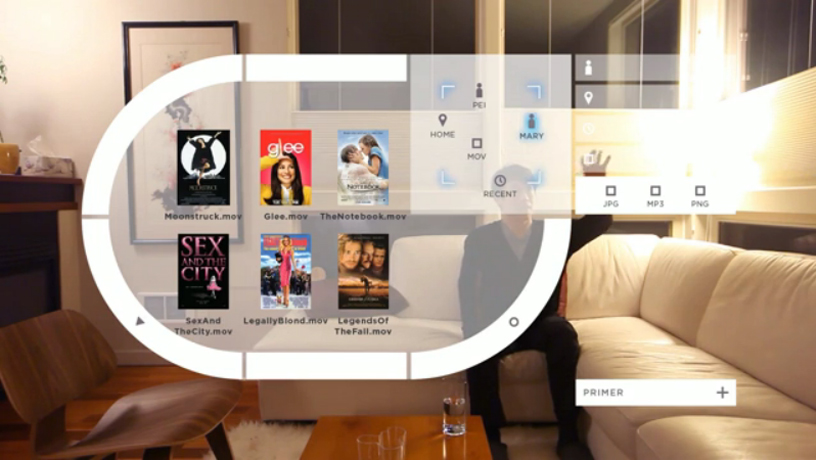 PEI
HOME
MARY
MOV
RECENT
JPG MP3 PNG
glee
NOTEBOOK
Moonstruck.mov Glee.mov TheNotebook.mov
SEX
AND THE
CITY
SexAnd
TheCity.mov
LegallyBlond.mov
LegendsOf
TheFall.mov
PRIMER +